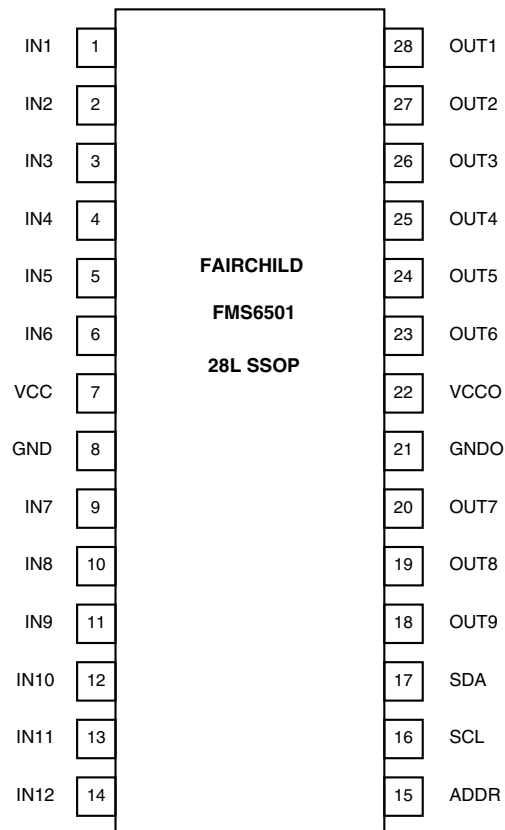 IN1 1 28 OUT1
IN2 2 27 OUT2
IN3 3 26 OUT3
IN4 4 25 OUT4
IN5 5 FAIRCHILD 24 OUT5
FMS6501
IN6 6 23 OUT6
28L SSOP
VCC 7 22 VCCO
GND 8 21 GNDO
IN7 9 20 OUT7
IN8 10 19 OUT8
IN9 11 18 OUT9
IN10 12 17 SDA
IN11 13 16 SCL
IN12 14 15 ADDR